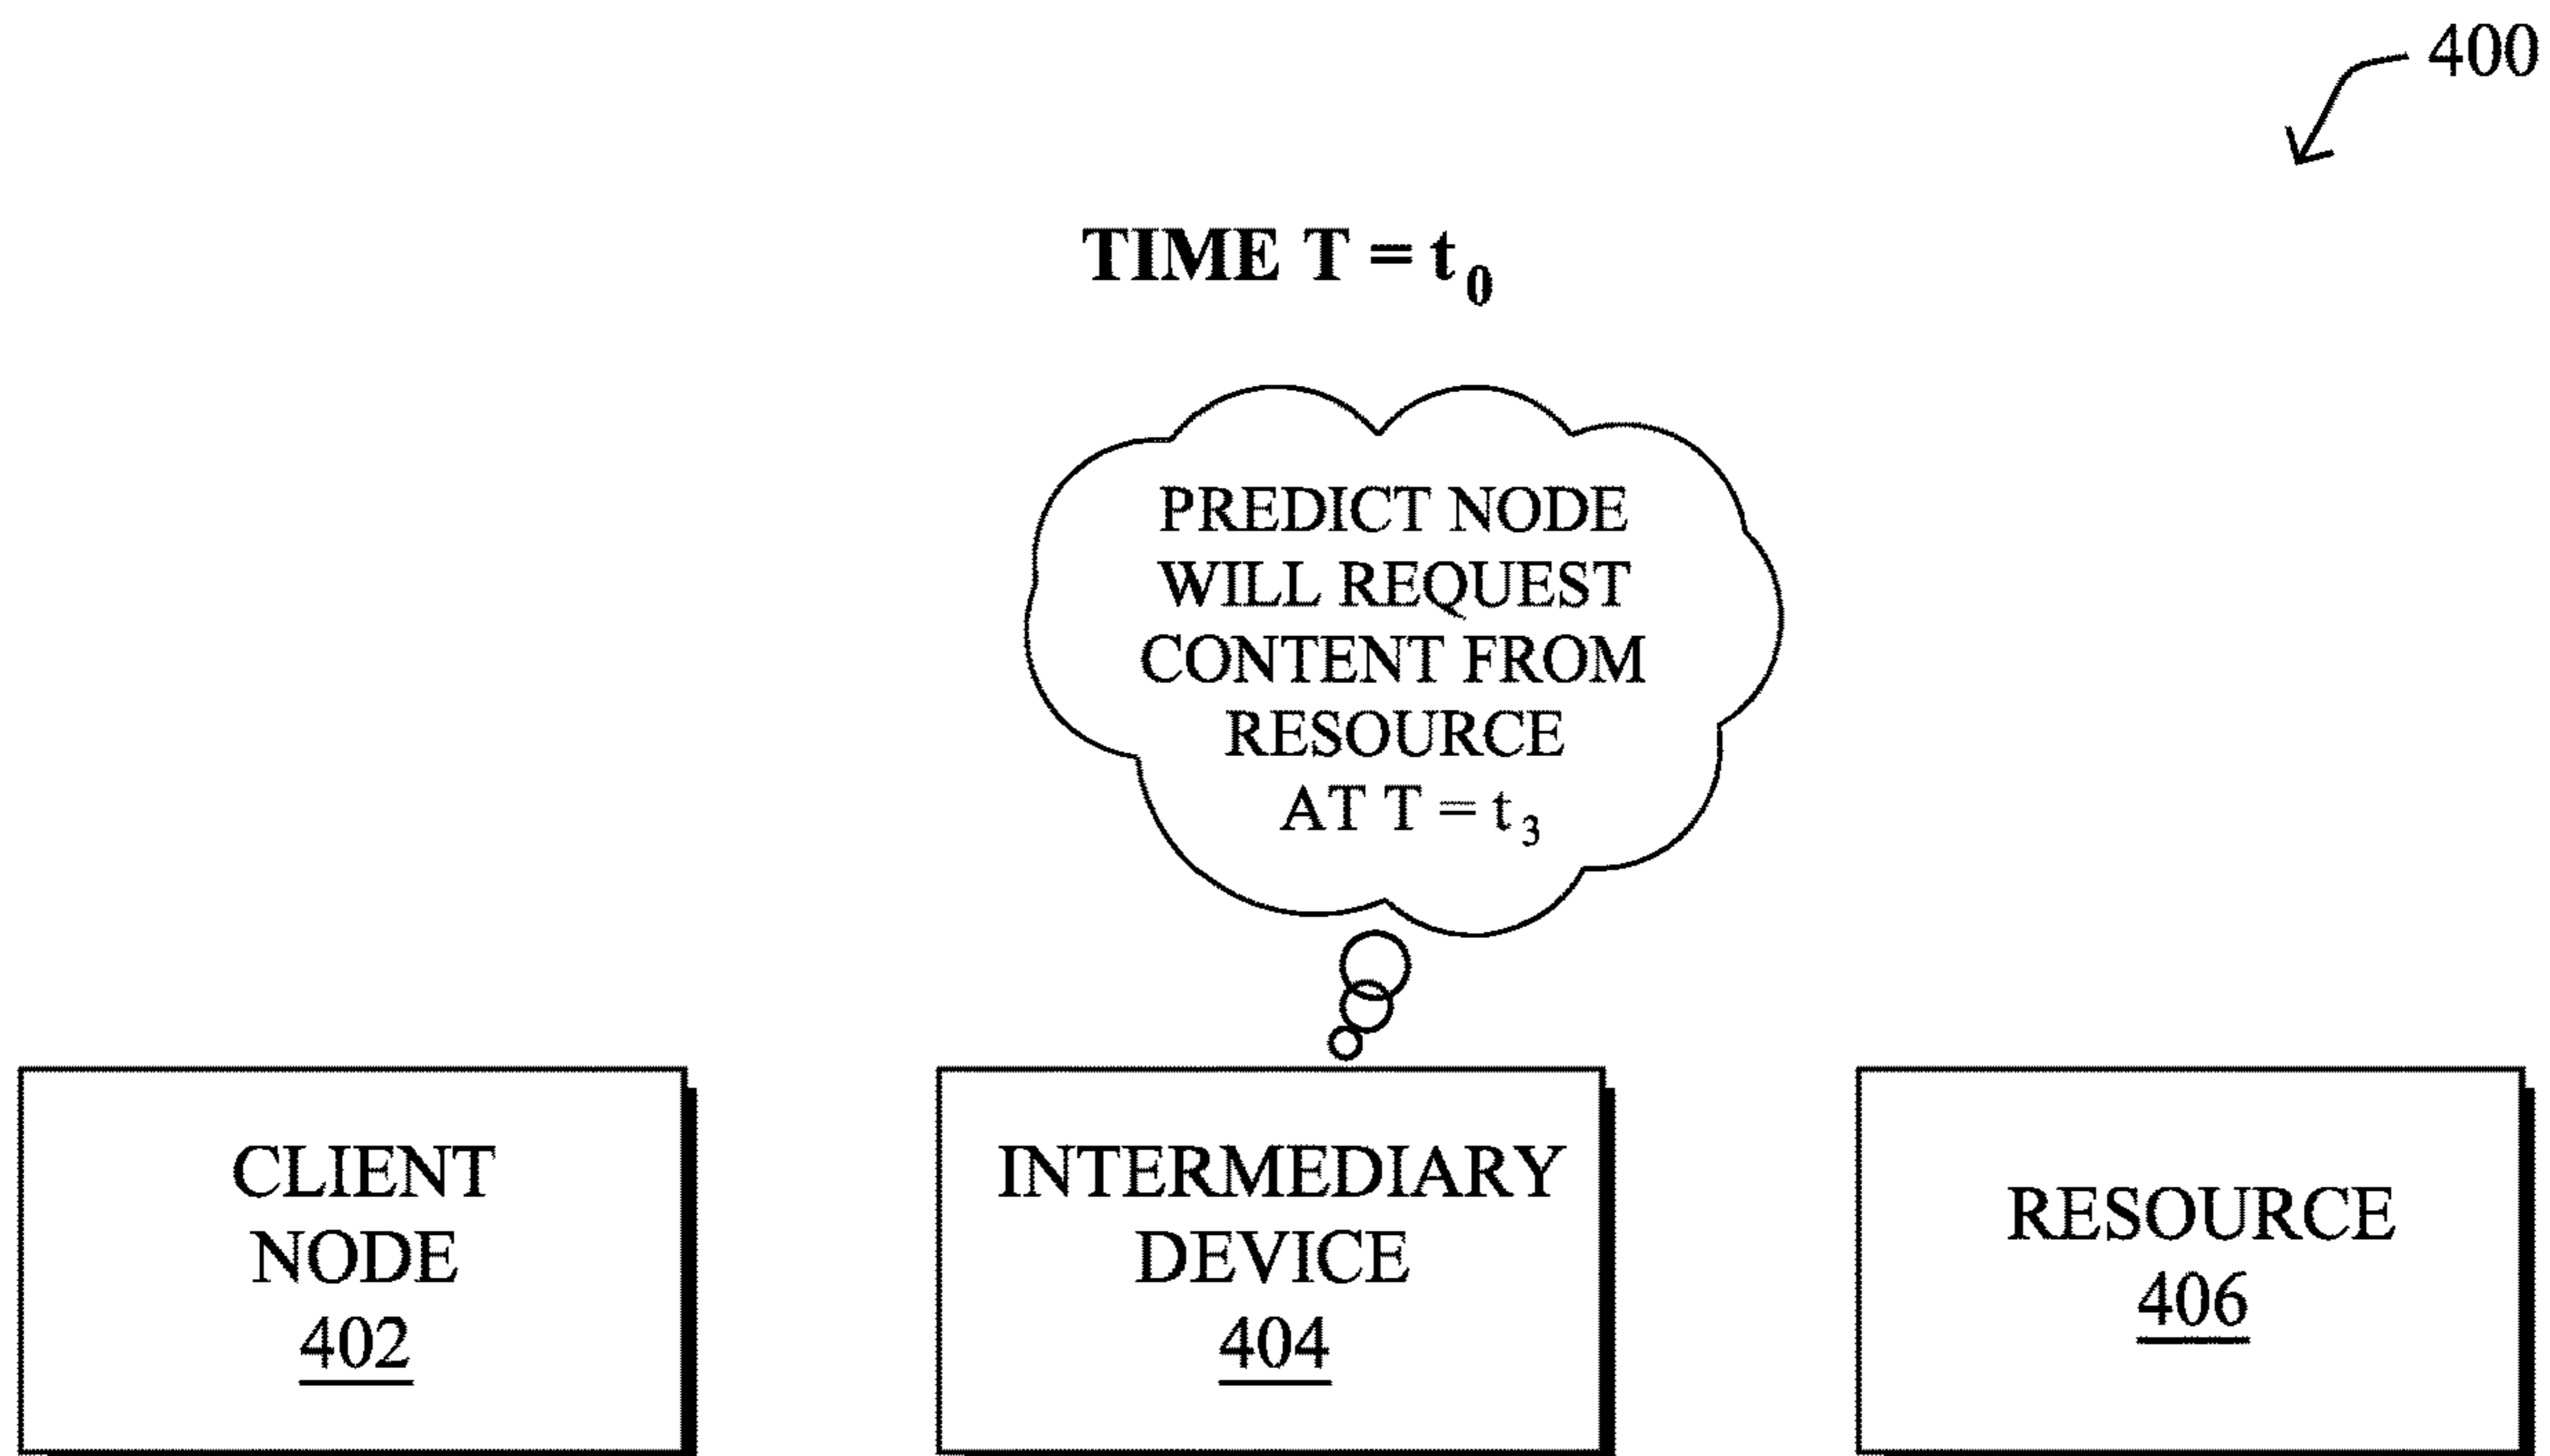 400
TIME T = t₀
PREDICT NODE
WILL REQUEST
CONTENT FROM
RESOURCE
AT T = t₃
CLIENT
NODE
402
INTERMEDIARY
DEVICE
404
RESOURCE
406